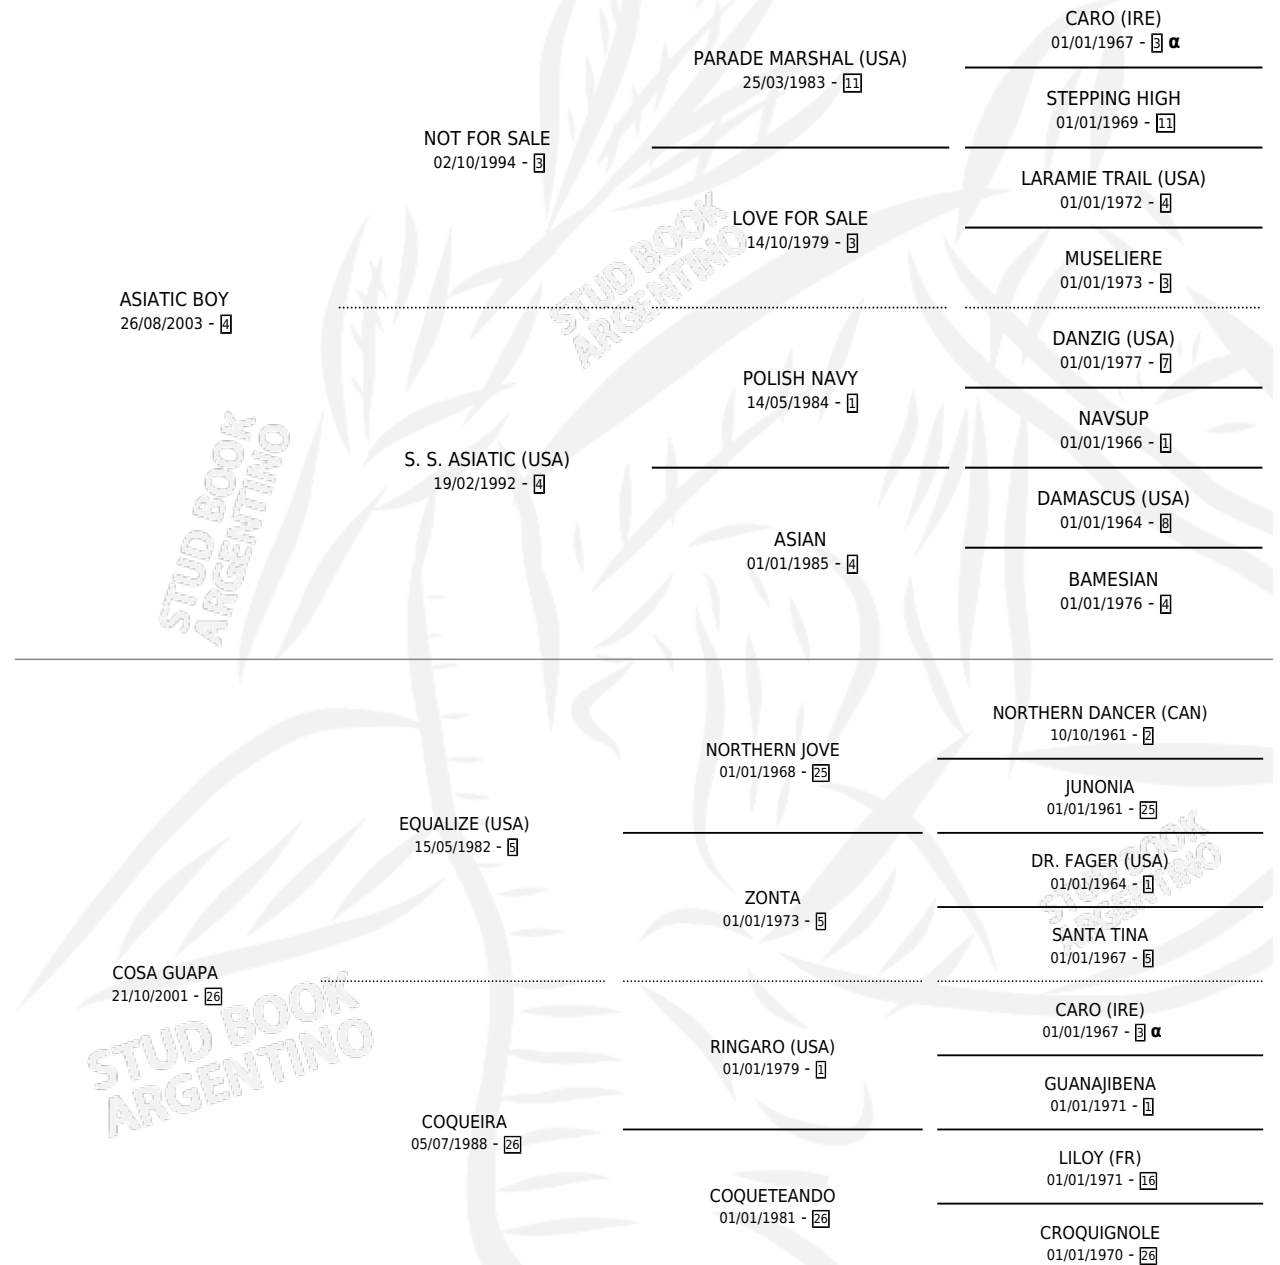 CARO (IRE)
01/01/1967 - 3 α
PARADE MARSHAL (USA)
25/03/1983 - 11
STEPPING HIGH
01/01/1969 - 11
NOT FOR SALE
02/10/1994 - 3
LARAMIE TRAIL (USA)
01/01/1972 - 4
LOVE FOR SALE
14/10/1979 - 3
MUSELIERE
01/01/1973 - 3
ASIATIC BOY
26/08/2003 - 4
DANZIG (USA)
01/01/1977 - 7
POLISH NAVY
14/05/1984 - 1
NAVSUP
01/01/1966 - 1
S. S. ASIATIC (USA)
19/02/1992 - 4
DAMASCUS (USA)
01/01/1964 - 8
ASIAN
01/01/1985 - 4
BAMESIAN
01/01/1976 - 4
NORTHERN DANCER (CAN)
10/10/1961 - 2
NORTHERN JOVE
01/01/1968 - 25
JUNONIA
01/01/1961 - 25
EQUALIZE (USA)
15/05/1982 - 5
DR. FAGER (USA)
01/01/1964 - 1
ZONTA
01/01/1973 - 5
SANTA TINA
01/01/1967 - 5
COSA GUAPA
21/10/2001 - 26
CARO (IRE)
01/01/1967 - 3 α
RINGARO (USA)
01/01/1979 - 1
GUANAJIBENA
01/01/1971 - 1
COQUEIRA
05/07/1988 - 26
LILOY (FR)
01/01/1971 - 16
COQUETEANDO
01/01/1981 - 26
CROQUIGNOLE
01/01/1970 - 26
STUD BOOK
ARGENTINO
STUD BOOK
ARGENTINO
STUD BOOK
ARGENTINO
STUD BOOK
ARGENTINO